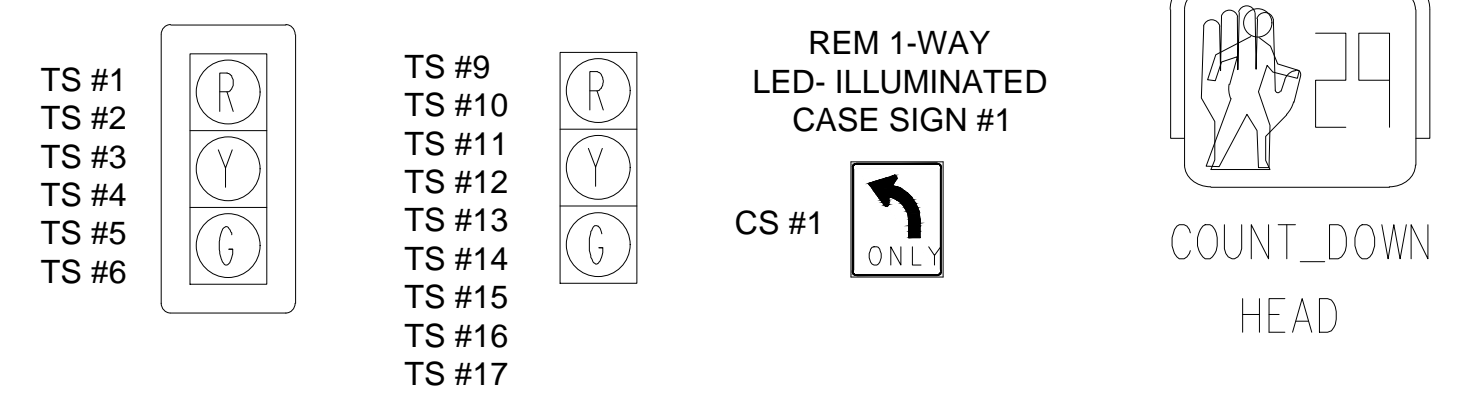 TS #1
TS #2
TS #3
TS #4
TS #5
TS #6
R
Y
G
TS #9
TS #10
TS #11
TS #12
TS #13
TS #14
TS #15
TS #16
TS #17
R
Y
G
REM 1-WAY
LED- ILLUMINATED
CASE SIGN #1
CS #1
ONLY
29
COUNT_DOWN
HEAD